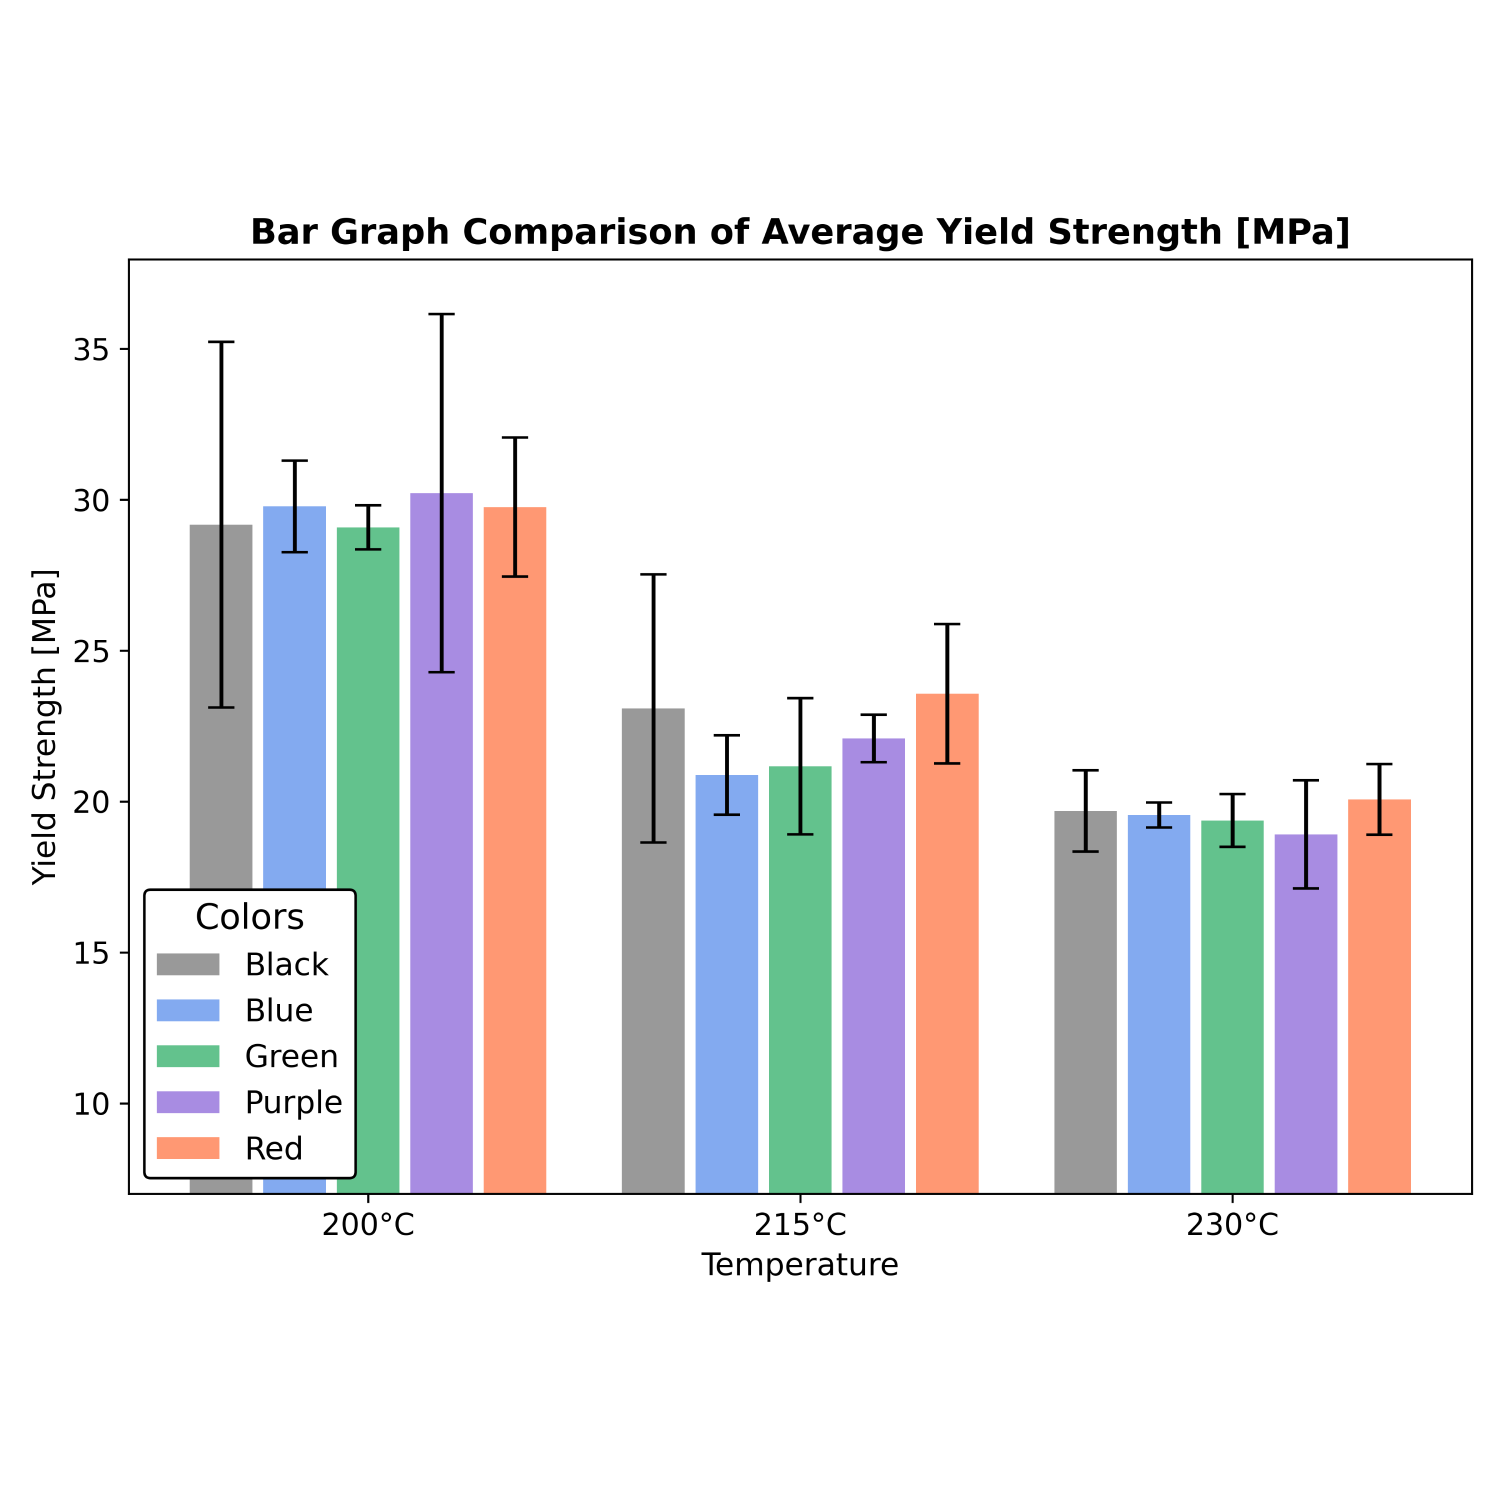 Bar Graph Comparison of Average Yield Strength [MPa]
Yield Strength [MPa]
35
30
25
20
15
10
Colors
Black
Blue
Green
Purple
Red
200°C 215°C 230°C
Temperature